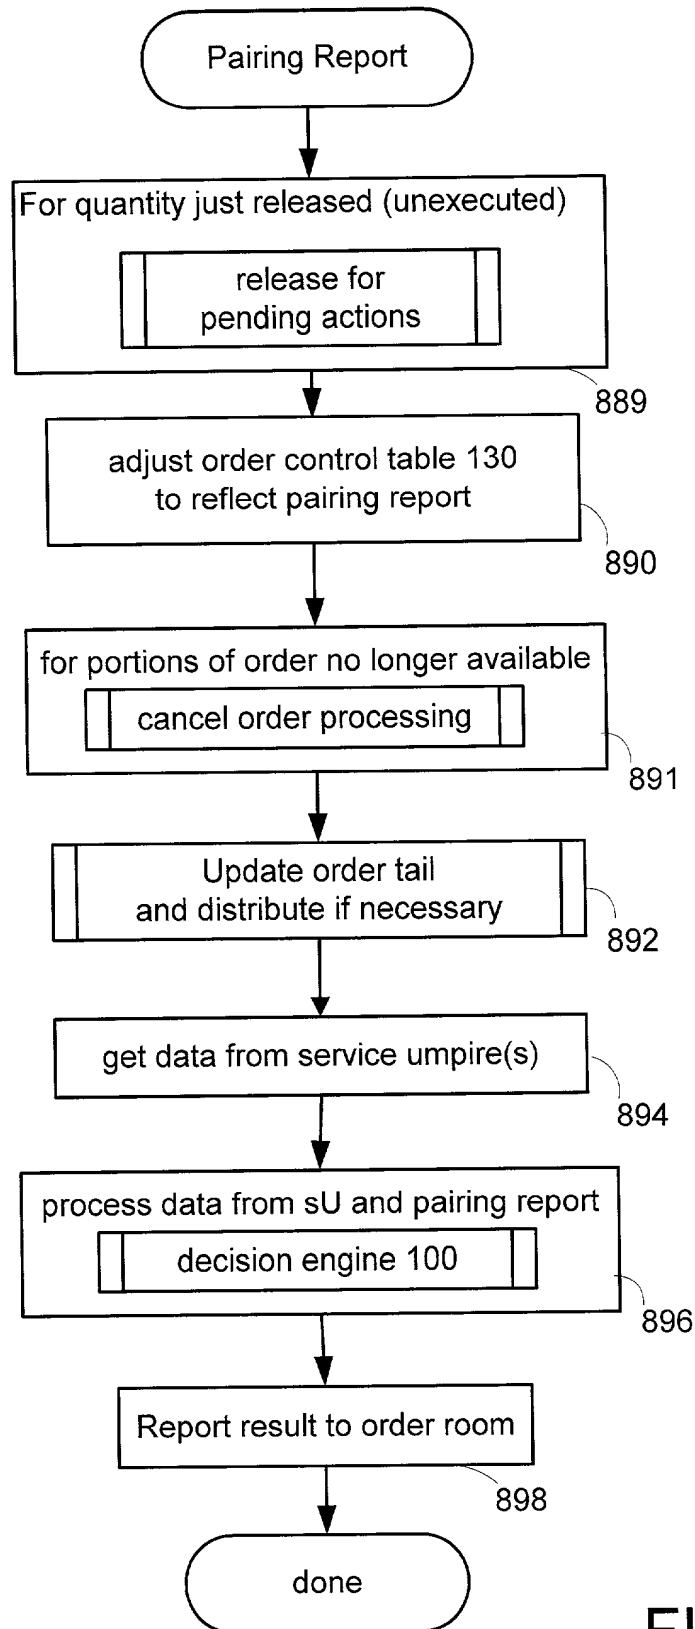 Pairing Report
For quantity just released (unexecuted)
release for
pending actions
889
adjust order control table 130
to reflect pairing report
890
for portions of order no longer available
cancel order processing
891
Update order tail
and distribute if necessary
892
get data from service umpire(s)
894
process data from sU and pairing report
decision engine 100
896
Report result to order room
898
done